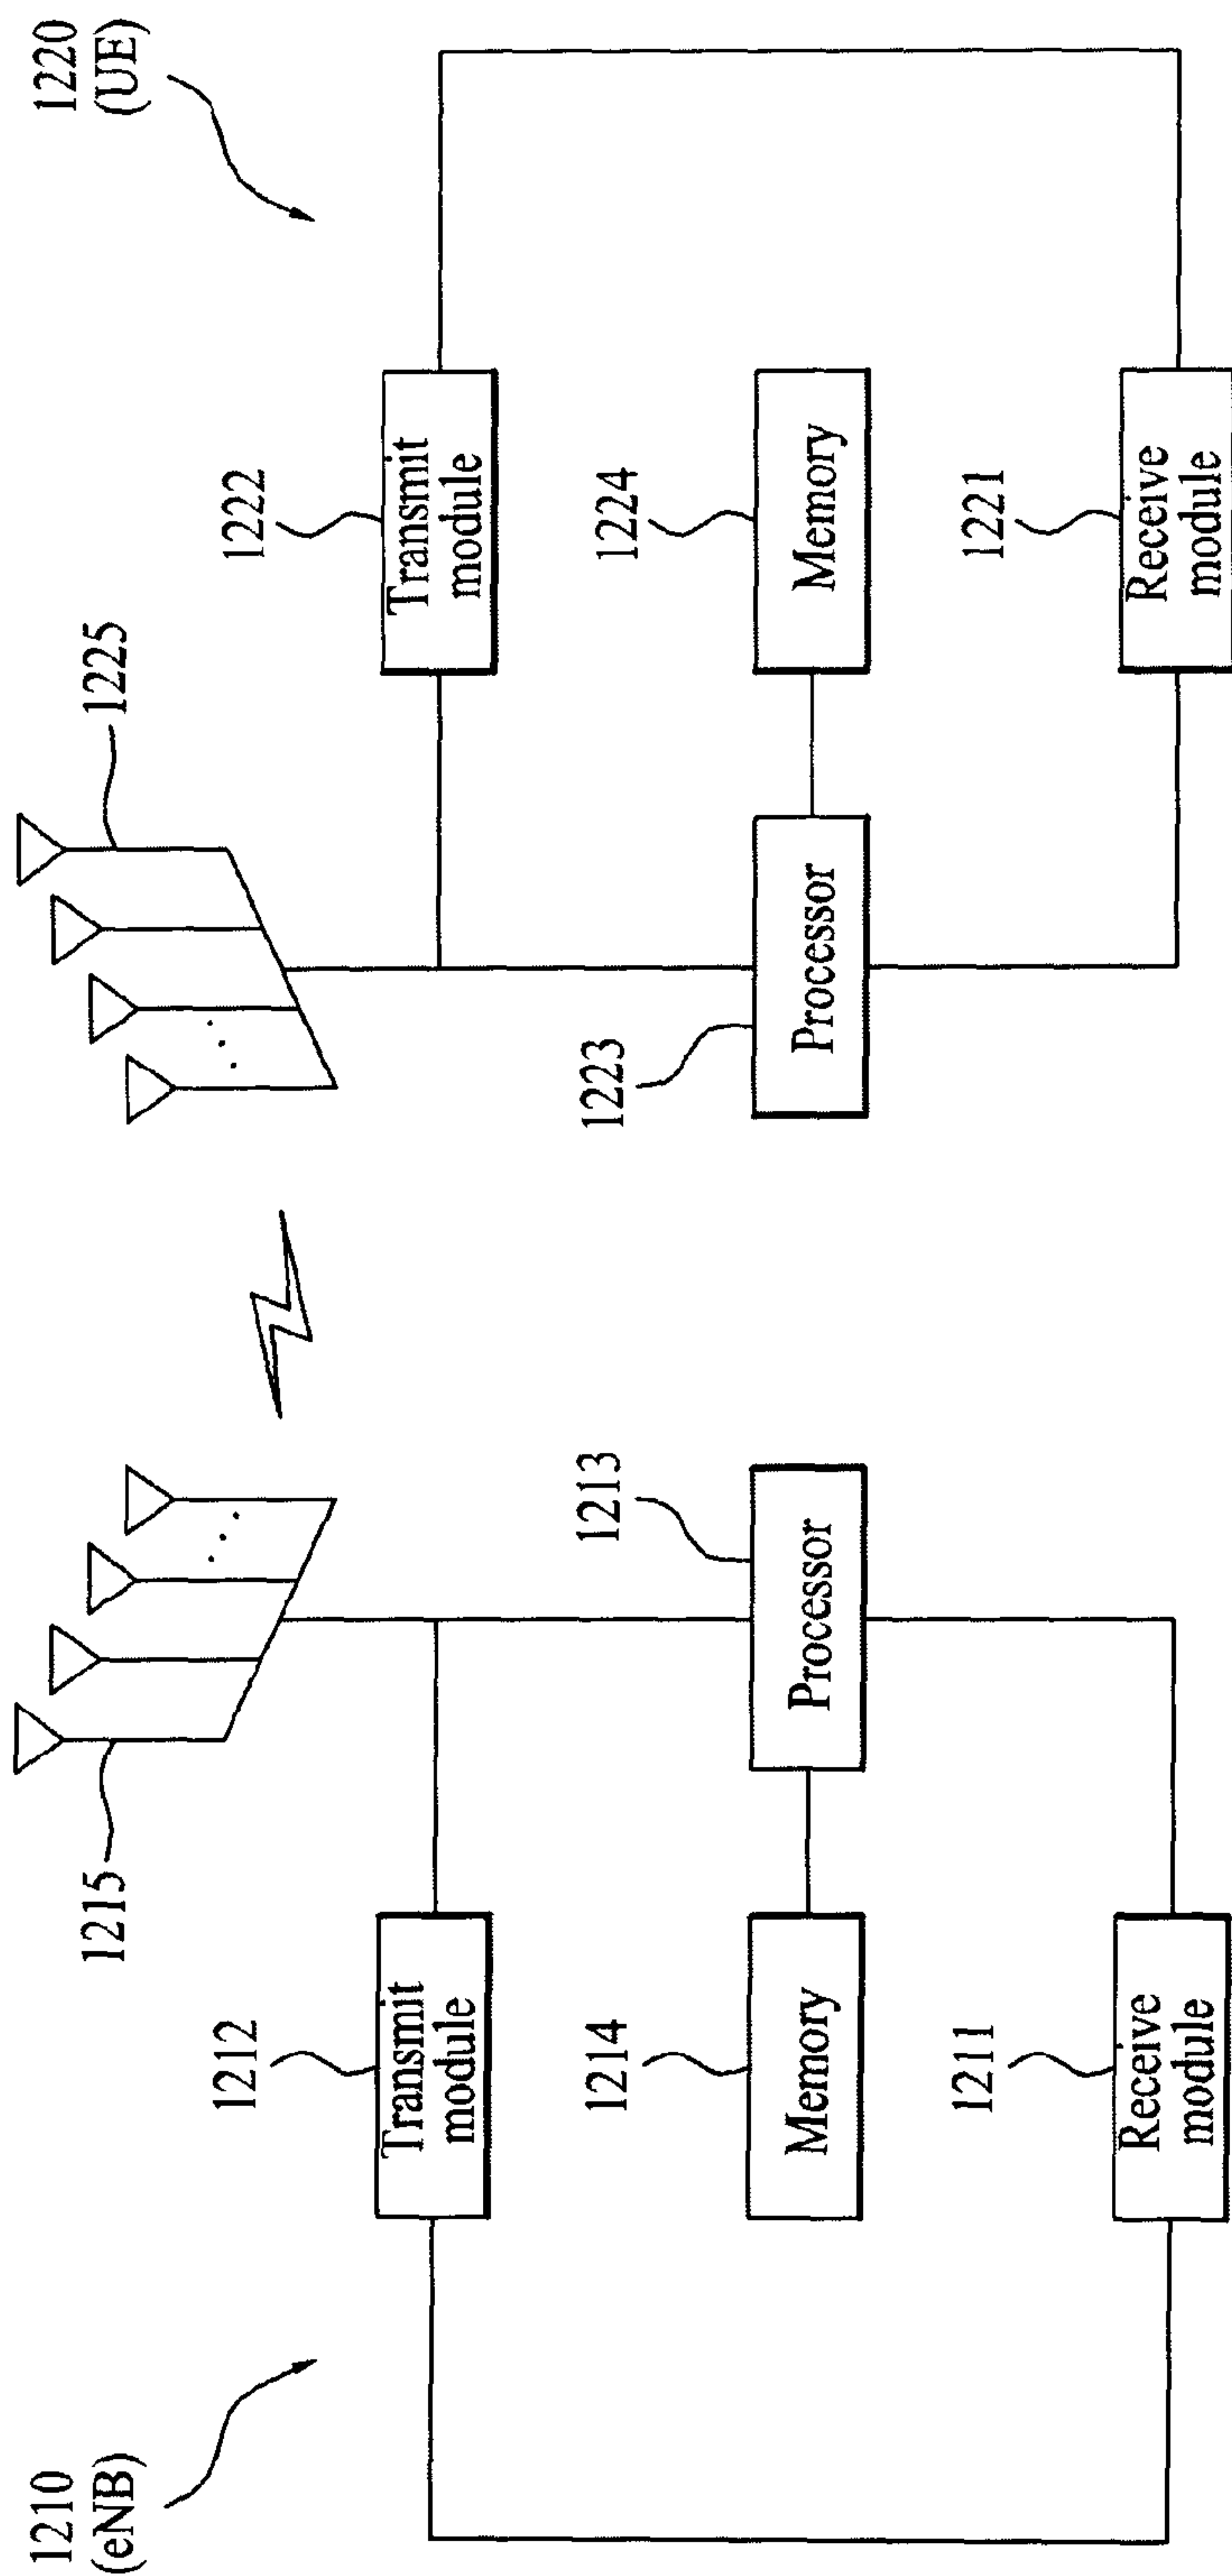 1210
(eNB)
1220
(UE)
1215
1225
1212
Transmit
module
1222
Transmit
module
1213
Processor
1223
Processor
1214
Memory
1224
Memory
1211
Receive
module
1221
Receive
module